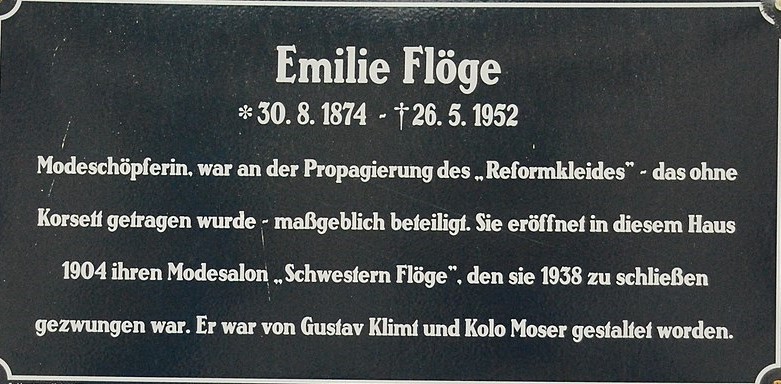 Emilie Flöge
*30. 8. 1874 - †26. 5. 1952
Modeschöpferin, war an der Propagierung des „Reformkleides” - das ohne
Korsett getragen wurde - maßgeblich beteiligt. Sie eröffnet in diesem Haus
1904 ihren Modesalon „Schwestern Flöge”, den sie 1938 zu schließen
gezwungen war. Er war von Gustav Klimt und Kolo Moser gestaltet worden.